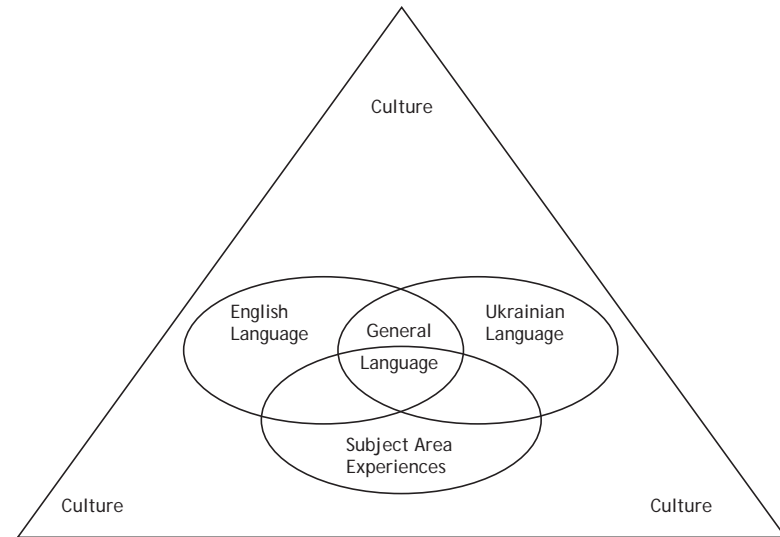 Culture
English
Language
General
Language
Ukrainian
Language
Subject Area
Experiences
Culture
Culture